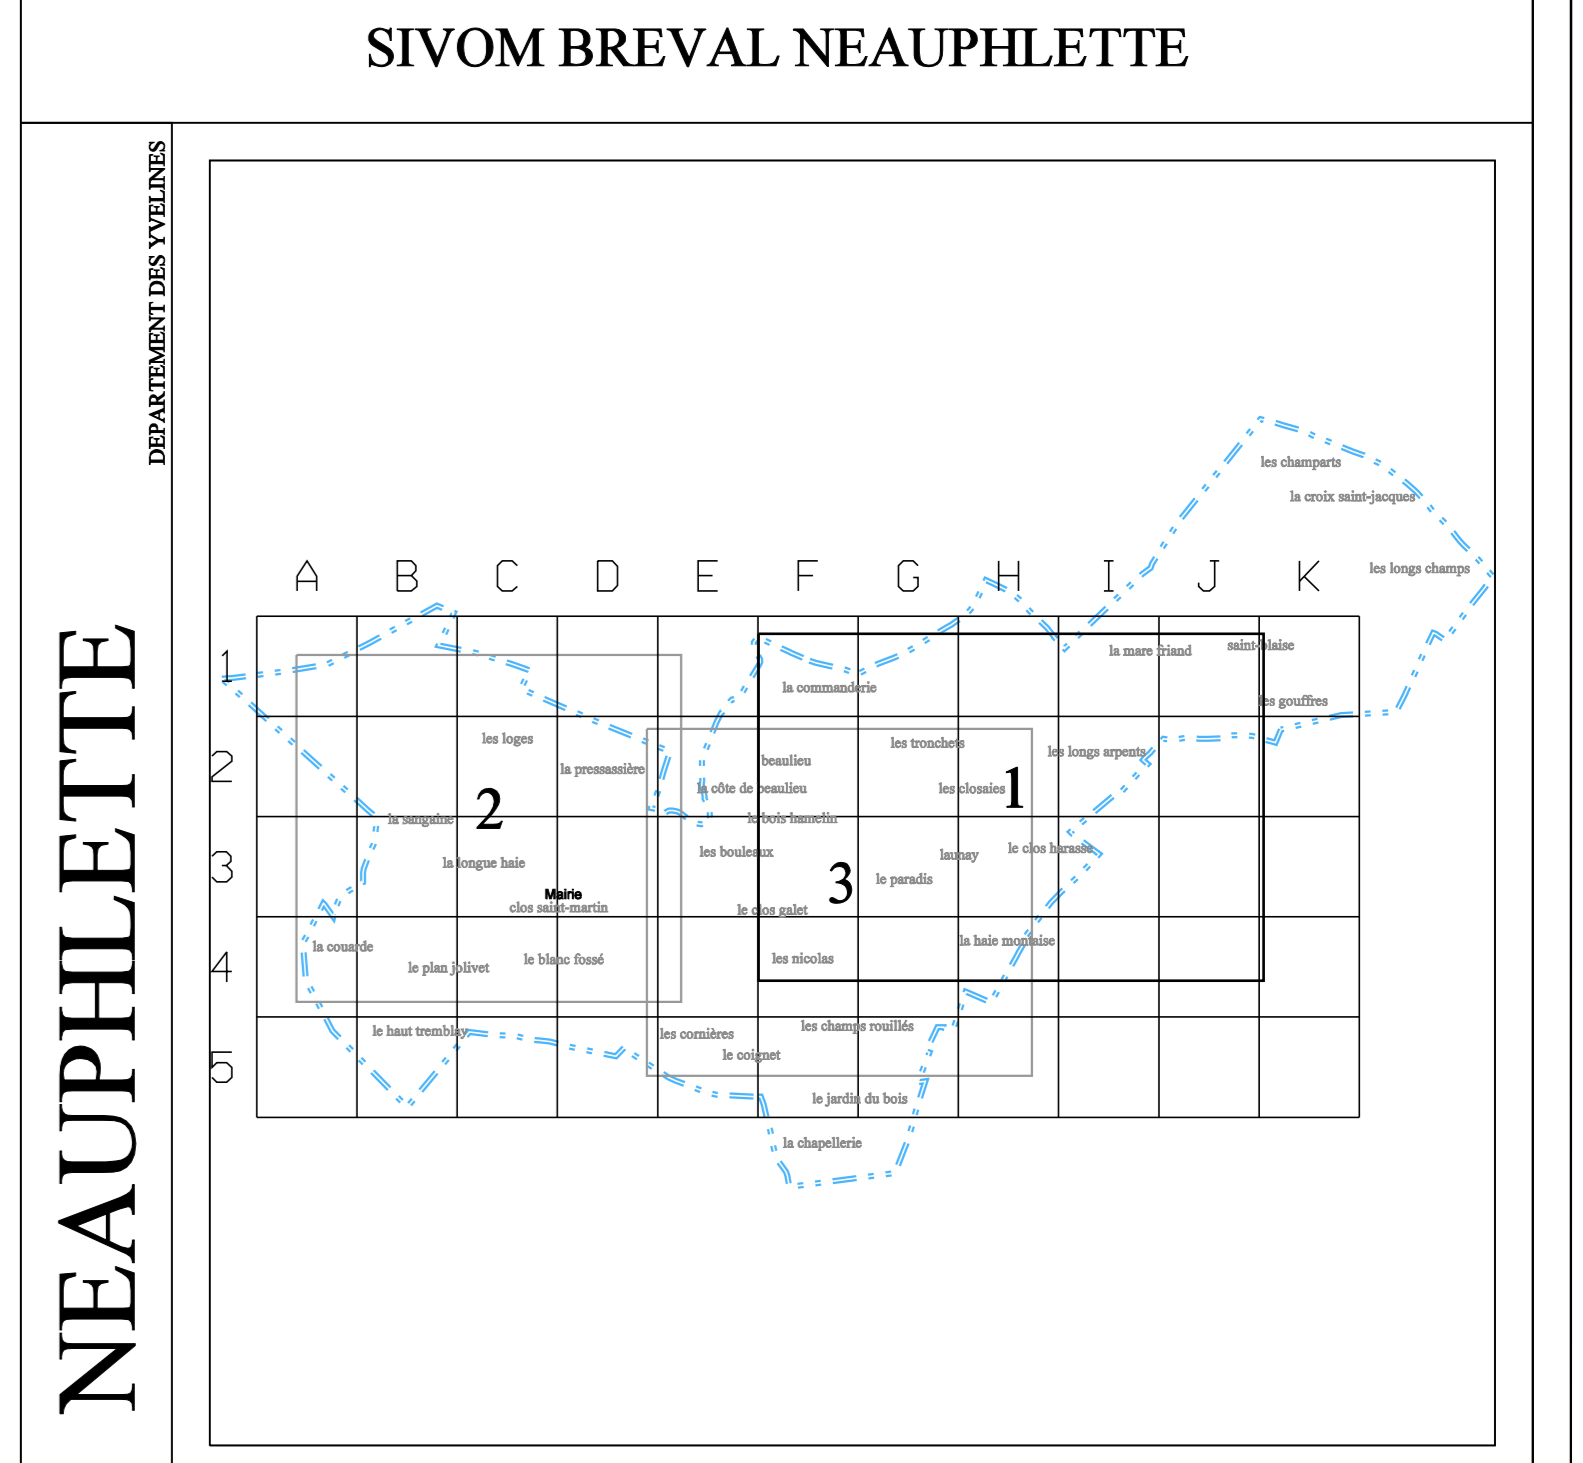 SIVOM BREVAL NEAUPHLETTE
DEPARTEMENT DES YVELINES
NEAUPHLETTE
les champarts
la croix saint-jacques
les longs champs
A B C D E F G H I J K
1
2
3
4
5
la mare friand
saint-blaise
la commanderie
les gouffres
les loges
les tronchets
les longs arpents
la pressassière
beaulieu
la côte de beaulieu
les closaies
1
2
la sangaine
le bois hamelin
les bouleaux
launay
le clos harasse
la longue haie
le paradis
3
Mairie
clos saint-martin
le clos galet
la couarde
la haie montaise
le plan jolivet
le blanc fossé
les nicolas
le haut tremblay
les cornières
les champs rouillés
le coignet
le jardin du bois
la chapellerie